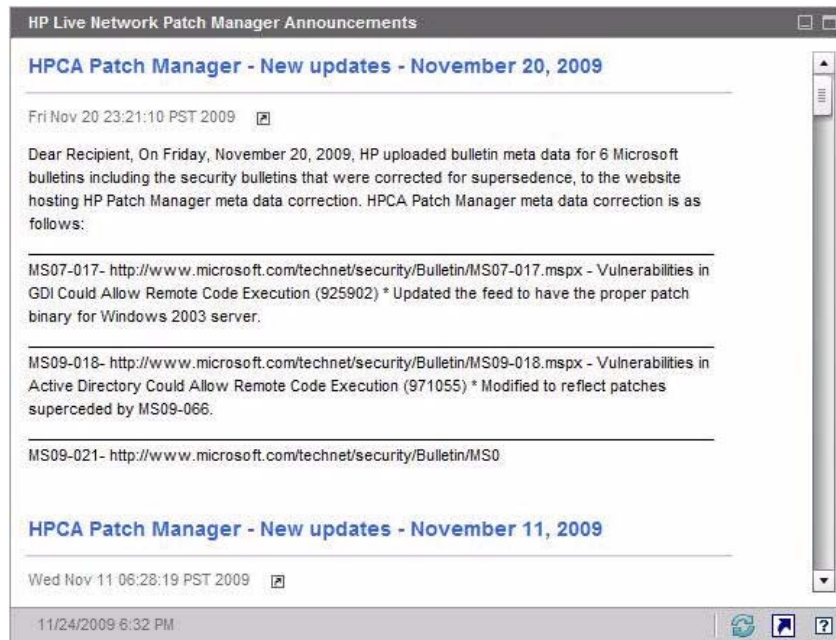 HP Live Network Patch Manager Announcements
HPCA Patch Manager - New updates - November 20, 2009
Fri Nov 20 23:21:10 PST 2009
Dear Recipient, On Friday, November 20, 2009, HP uploaded bulletin meta data for 6 Microsoft
bulletins including the security bulletins that were corrected for supersedence, to the website
hosting HP Patch Manager meta data correction. HPCA Patch Manager meta data correction is as
follows:
MS07-017- http://www.microsoft.com/technet/security/Bulletin/MS07-017.mspx - Vulnerabilities in
GDI Could Allow Remote Code Execution (925902) * Updated the feed to have the proper patch
binary for Windows 2003 server.
MS09-018- http://www.microsoft.com/technet/security/Bulletin/MS09-018.mspx - Vulnerabilities in
Active Directory Could Allow Remote Code Execution (971055) * Modified to reflect patches
superceded by MS09-066.
MS09-021- http://www.microsoft.com/technet/security/Bulletin/MS0
HPCA Patch Manager - New updates - November 11, 2009
Wed Nov 11 06:28:19 PST 2009
11/24/2009 6:32 PM
?